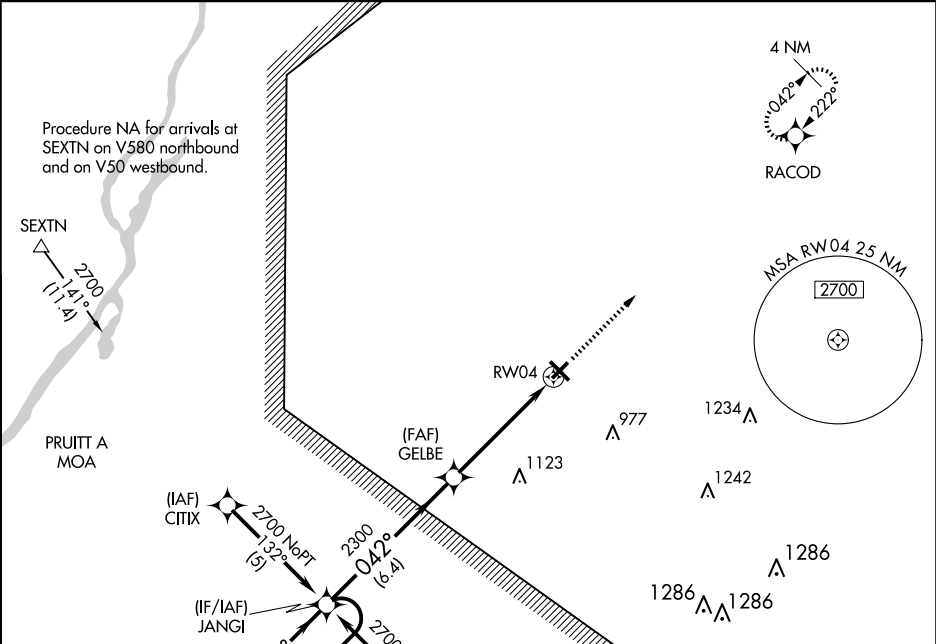 4 NM
042°
222°
RACOD
Procedure NA for arrivals at
SEXTN on V580 northbound
and on V50 westbound.
SEXTN
2700
141°
(11.4)
MSA RW04 25 NM
2700
RW04
977
1234
(FAF)
GELBE
1123
1242
PRUITT A
MOA
(IAF)
CITIX
2700 NoPT
132°
(5)
2300
042°
(6.4)
1286
1286
1286
(IF/IAF)
JANGI
2700